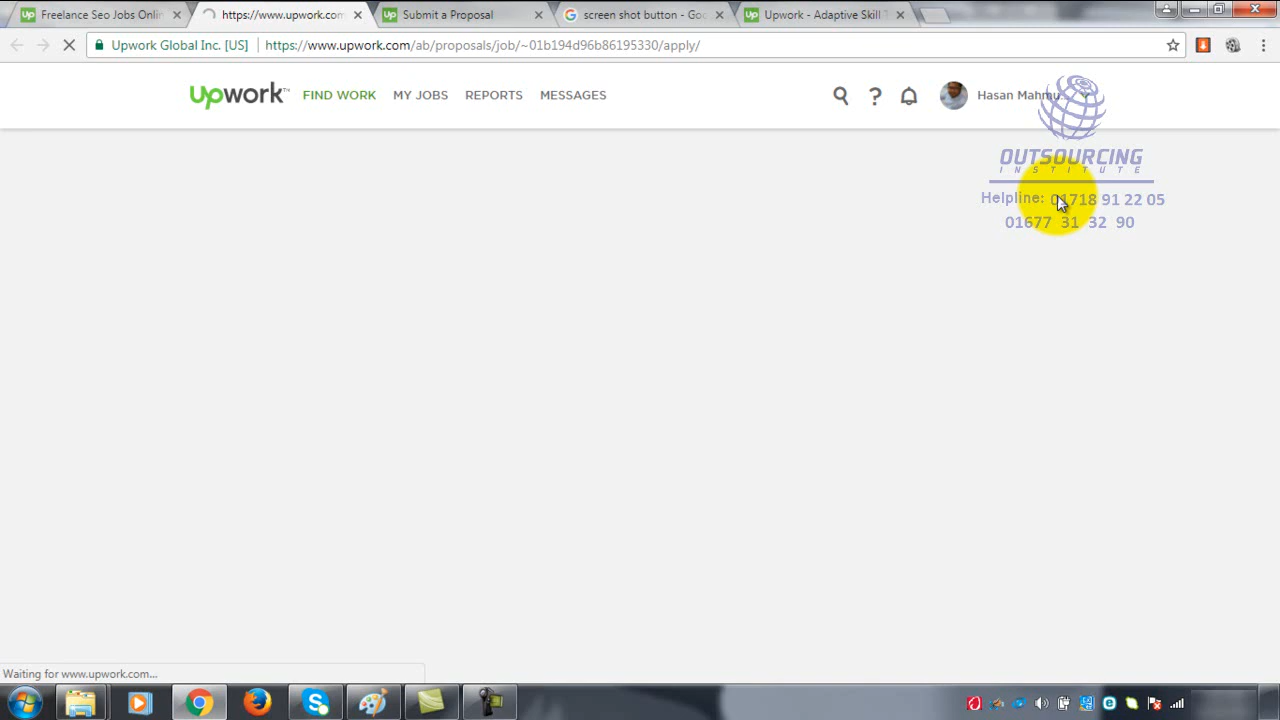 Freelance Seo Jobs Onli
https://www.upwork.com
Submit a Proposal
screen shot button - Goo
Upwork - Adaptive Skill T
Upwork Global Inc. [US]
https://www.upwork.com/ab/proposals/job/~01b194d96b86195330/apply/
Upwork™
FIND WORK
MY JOBS
REPORTS
MESSAGES
?
Hasan Mahmu...
OUTSOURCING
INSTITUTE
Helpline: 01718 91 22 05
01677 31 32 90
Waiting for www.upwork.com...